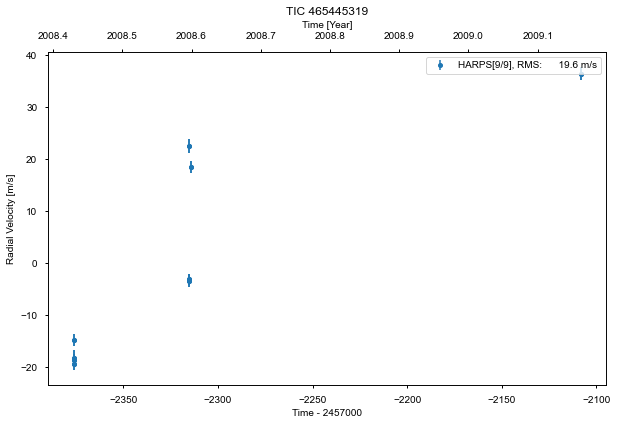 TIC 465445319
Time [Year]
2008.4 2008.5 2008.6 2008.7 2008.8 2008.9 2009.0 2009.1
HARPS[9/9], RMS: 19.6 m/s
40
30
20
10
0
−10
−20
Radial Velocity [m/s]
−2350 −2300 −2250 −2200 −2150 −2100
Time - 2457000